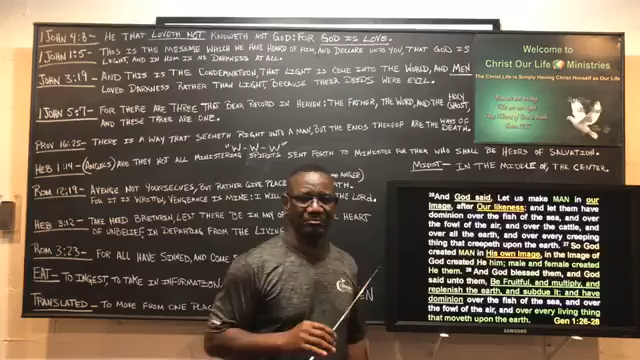 1 JOHN 4:8- HE THAT LOVETH NOT KNOWETH NOT GOD: FOR GOD IS LOVE.
1 JOHN 1:5- THIS IS THE MESSAGE WHICH WE HAVE HEARD OF HIM, AND DECLARE UNTO YOU, THAT GOD IS
LIGHT, AND IN HIM IS NO DARKNESS AT ALL.
JOHN 3:19- AND THIS IS THE CONDEMNATION, THAT LIGHT IS COME INTO THE WORLD, AND MEN
LOVED DARKNESS RATHER THAN LIGHT, BECAUSE THEIR DEEDS WERE EVIL.
1 JOHN 5:7- FOR THERE ARE THREE THAT BEAR RECORD IN HEAVEN: THE FATHER, THE WORD, AND THE HOLY GHOST,
AND THESE THREE ARE ONE.
PROV 16:25- THERE IS A WAY THAT SEEMETH RIGHT UNTO A MAN, BUT THE ENDS THEREOF ARE THE WAYS OF DEATH.
"W-W-W"
HEB 1:14- (ANGELS) ARE THEY NOT ALL MINISTERING SPIRITS SENT FORTH TO MINISTER FOR THEM WHO SHALL BE HEIRS OF SALVATION.
MIDST- IN THE MIDDLE OF, THE CENTER.
ANGER)
ROM 12:19- AVENGE NOT YOURSELVES, BUT RATHER GIVE PLACE
FOR IT IS WRITTEN, VENGEANCE IS MINE: I THE LORD.
HEB 3:12- TAKE HEED BRETHREN, LEST THERE BE IN ANY OF HEART
OF UNBELIEF, IN DEPARTING FROM THE LIVING
ROM 3:23- FOR ALL HAVE SINNED, AND COME
EAT- TO INGEST, TO TAKE IN INFORMATION.
TRANSLATED- TO MOVE FROM ONE PLACE
Welcome to
Christ Our Life Ministries
The Christ Life is Simply Having Christ Himself as Our Life
26And God said, Let us make MAN in our
Image, after Our likeness: and let them have
dominion over the fish of the sea, and over
the fowl of the air, and over the cattle, and
over all the earth, and over every creeping
thing that creepeth upon the earth. 27 So God
created MAN in His own Image, in the Image of
God created He him; male and female created
He them. 28 And God blessed them, and God
said unto them, Be Fruitful, and multiply, and
replenish the earth, and subdue it: and have
dominion over the fish of the sea, and over
the fowl of the air, and over every living thing
that moveth upon the earth. Gen 1:26-28
SAMSUNG